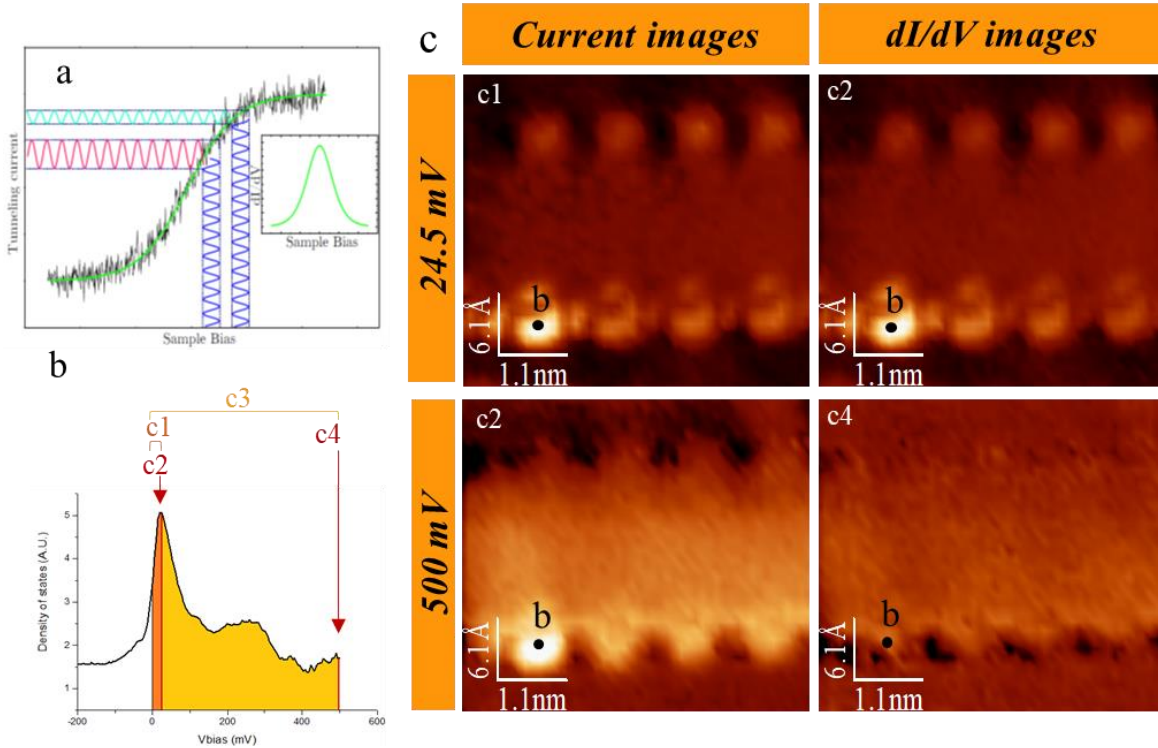 a
Tunneling current
Sample Bias
dI/dV
Sample Bias
b
c3
c1
c4
c2
Density of states (A.U.)
5
4
3
2
1
-200
0
200
400
600
Vbias (mV)
c
Current images
dI/dV images
24.5 mV
c1
b
6.1Å
1.1nm
c2
b
6.1Å
1.1nm
500 mV
c2
b
6.1Å
1.1nm
c4
b
6.1Å
1.1nm